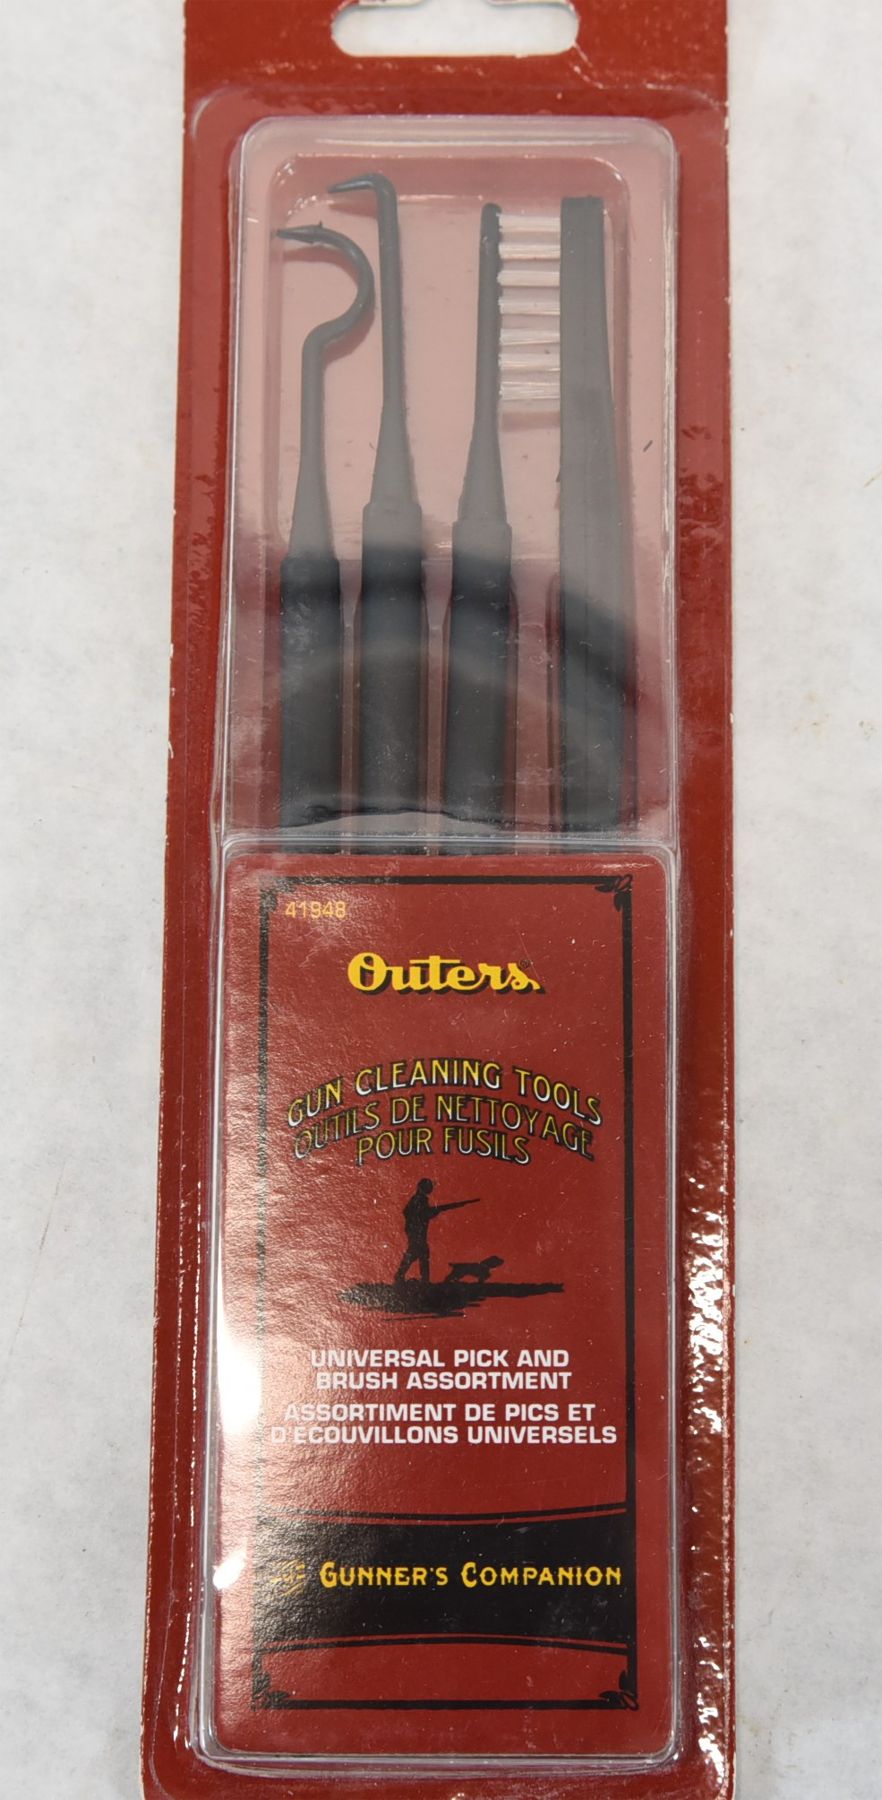 41948
Outers
GUN CLEANING TOOLS
OUTILS DE NETTOYAGE
POUR FUSILS
UNIVERSAL PICK AND
BRUSH ASSORTMENT
ASSORTIMENT DE PICS ET
D'ECOUVILLONS UNIVERSELS
GUNNER'S COMPANION